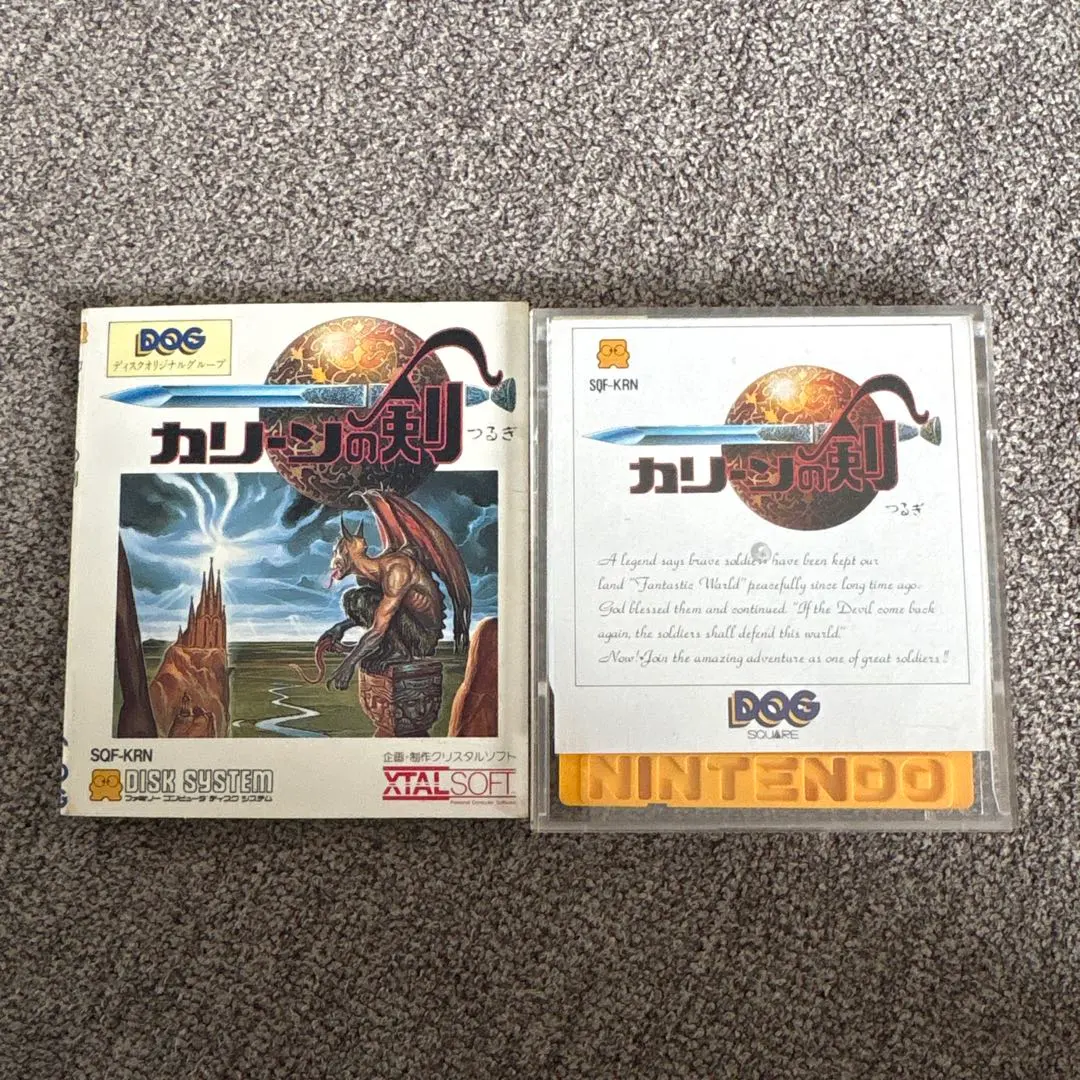 DOG
ディスクオリジナルグループ
カリーンの剣
つるぎ
SQF-KRN
DISK SYSTEM
ファミリー コンピュータ ディスク システム
企画・制作クリスタルソフト
XTALSOFT
Personal Computer Software
SQF-KRN
カリーンの剣
つるぎ
A legend says brave soldiers have been kept our
land "Fantastic World" peacefully since long time ago.
God blessed them and continued. "If the Devil come back
again, the soldiers shall defend this world."
Now! Join the amazing adventure as one of great soldiers!!
DOG
SQUARE
NINTENDO